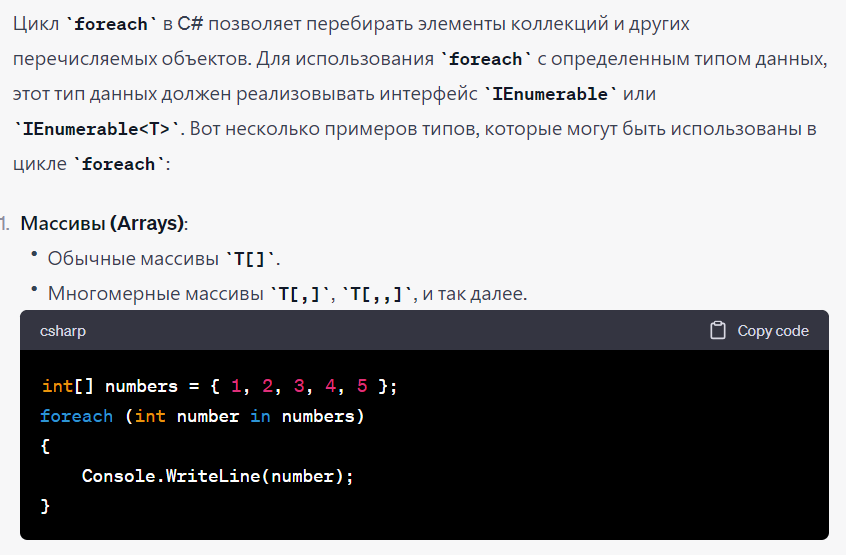 Цикл `foreach` в C# позволяет перебирать элементы коллекций и других
перечисляемых объектов. Для использования `foreach` с определенным типом данных,
этот тип данных должен реализовывать интерфейс `IEnumerable` или
`IEnumerable<T>`. Вот несколько примеров типов, которые могут быть использованы в
цикле `foreach`:
1. Массивы (Arrays):
• Обычные массивы `T[]`.
• Многомерные массивы `T[,]`, `T[,,]`, и так далее.
csharp Copy code
int[] numbers = { 1, 2, 3, 4, 5 };
foreach (int number in numbers)
{
    Console.WriteLine(number);
}